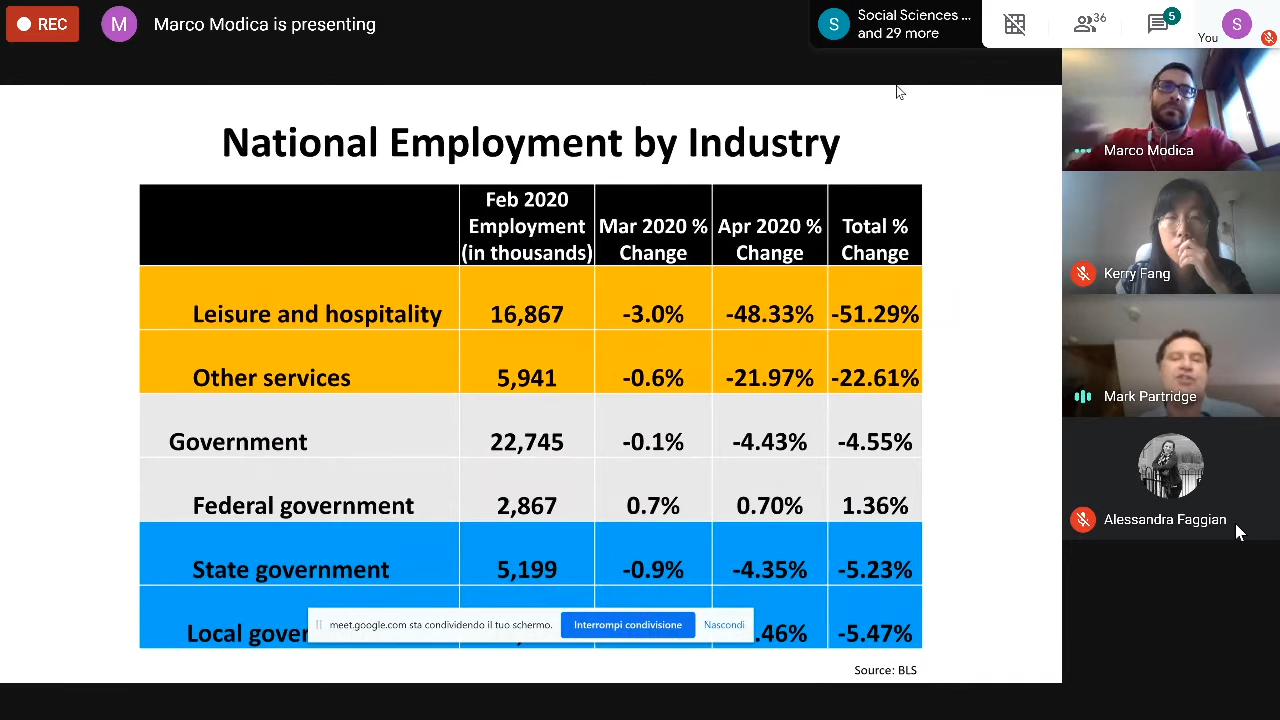 REC
M
Marco Modica is presenting
S
Social Sciences ...
and 29 more
36
5
You
S
National Employment by Industry
Feb 2020
Employment
(in thousands)
Mar 2020 %
Change
Apr 2020 %
Change
Total %
Change
Leisure and hospitality 16,867 -3.0% -48.33% -51.29%
Other services 5,941 -0.6% -21.97% -22.61%
Government 22,745 -0.1% -4.43% -4.55%
Federal government 2,867 0.7% 0.70% 1.36%
State government 5,199 -0.9% -4.35% -5.23%
Local .46% -5.47%
meet.google.com sta condividendo il tuo schermo. Interrompi condivisione Nascondi
Source: BLS
Marco Modica
Kerry Fang
Mark Partridge
Alessandra Faggian